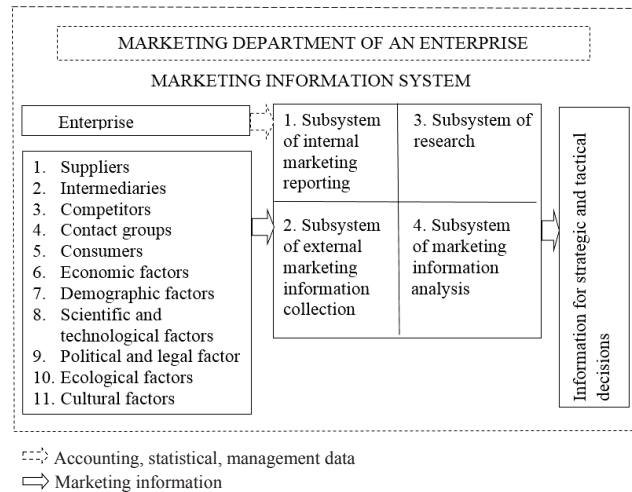 MARKETING DEPARTMENT OF AN ENTERPRISE
MARKETING INFORMATION SYSTEM
Enterprise
1. Suppliers
2. Intermediaries
3. Competitors
4. Contact groups
5. Consumers
6. Economic factors
7. Demographic factors
8. Scientific and
technological factors
9. Political and legal factor
10. Ecological factors
11. Cultural factors
1. Subsystem
of internal
marketing
reporting
3. Subsystem of
research
2. Subsystem
of external
marketing
information
collection
4. Subsystem
of marketing
information
analysis
Information for strategic and tactical
decisions
Accounting, statistical, management data
Marketing information